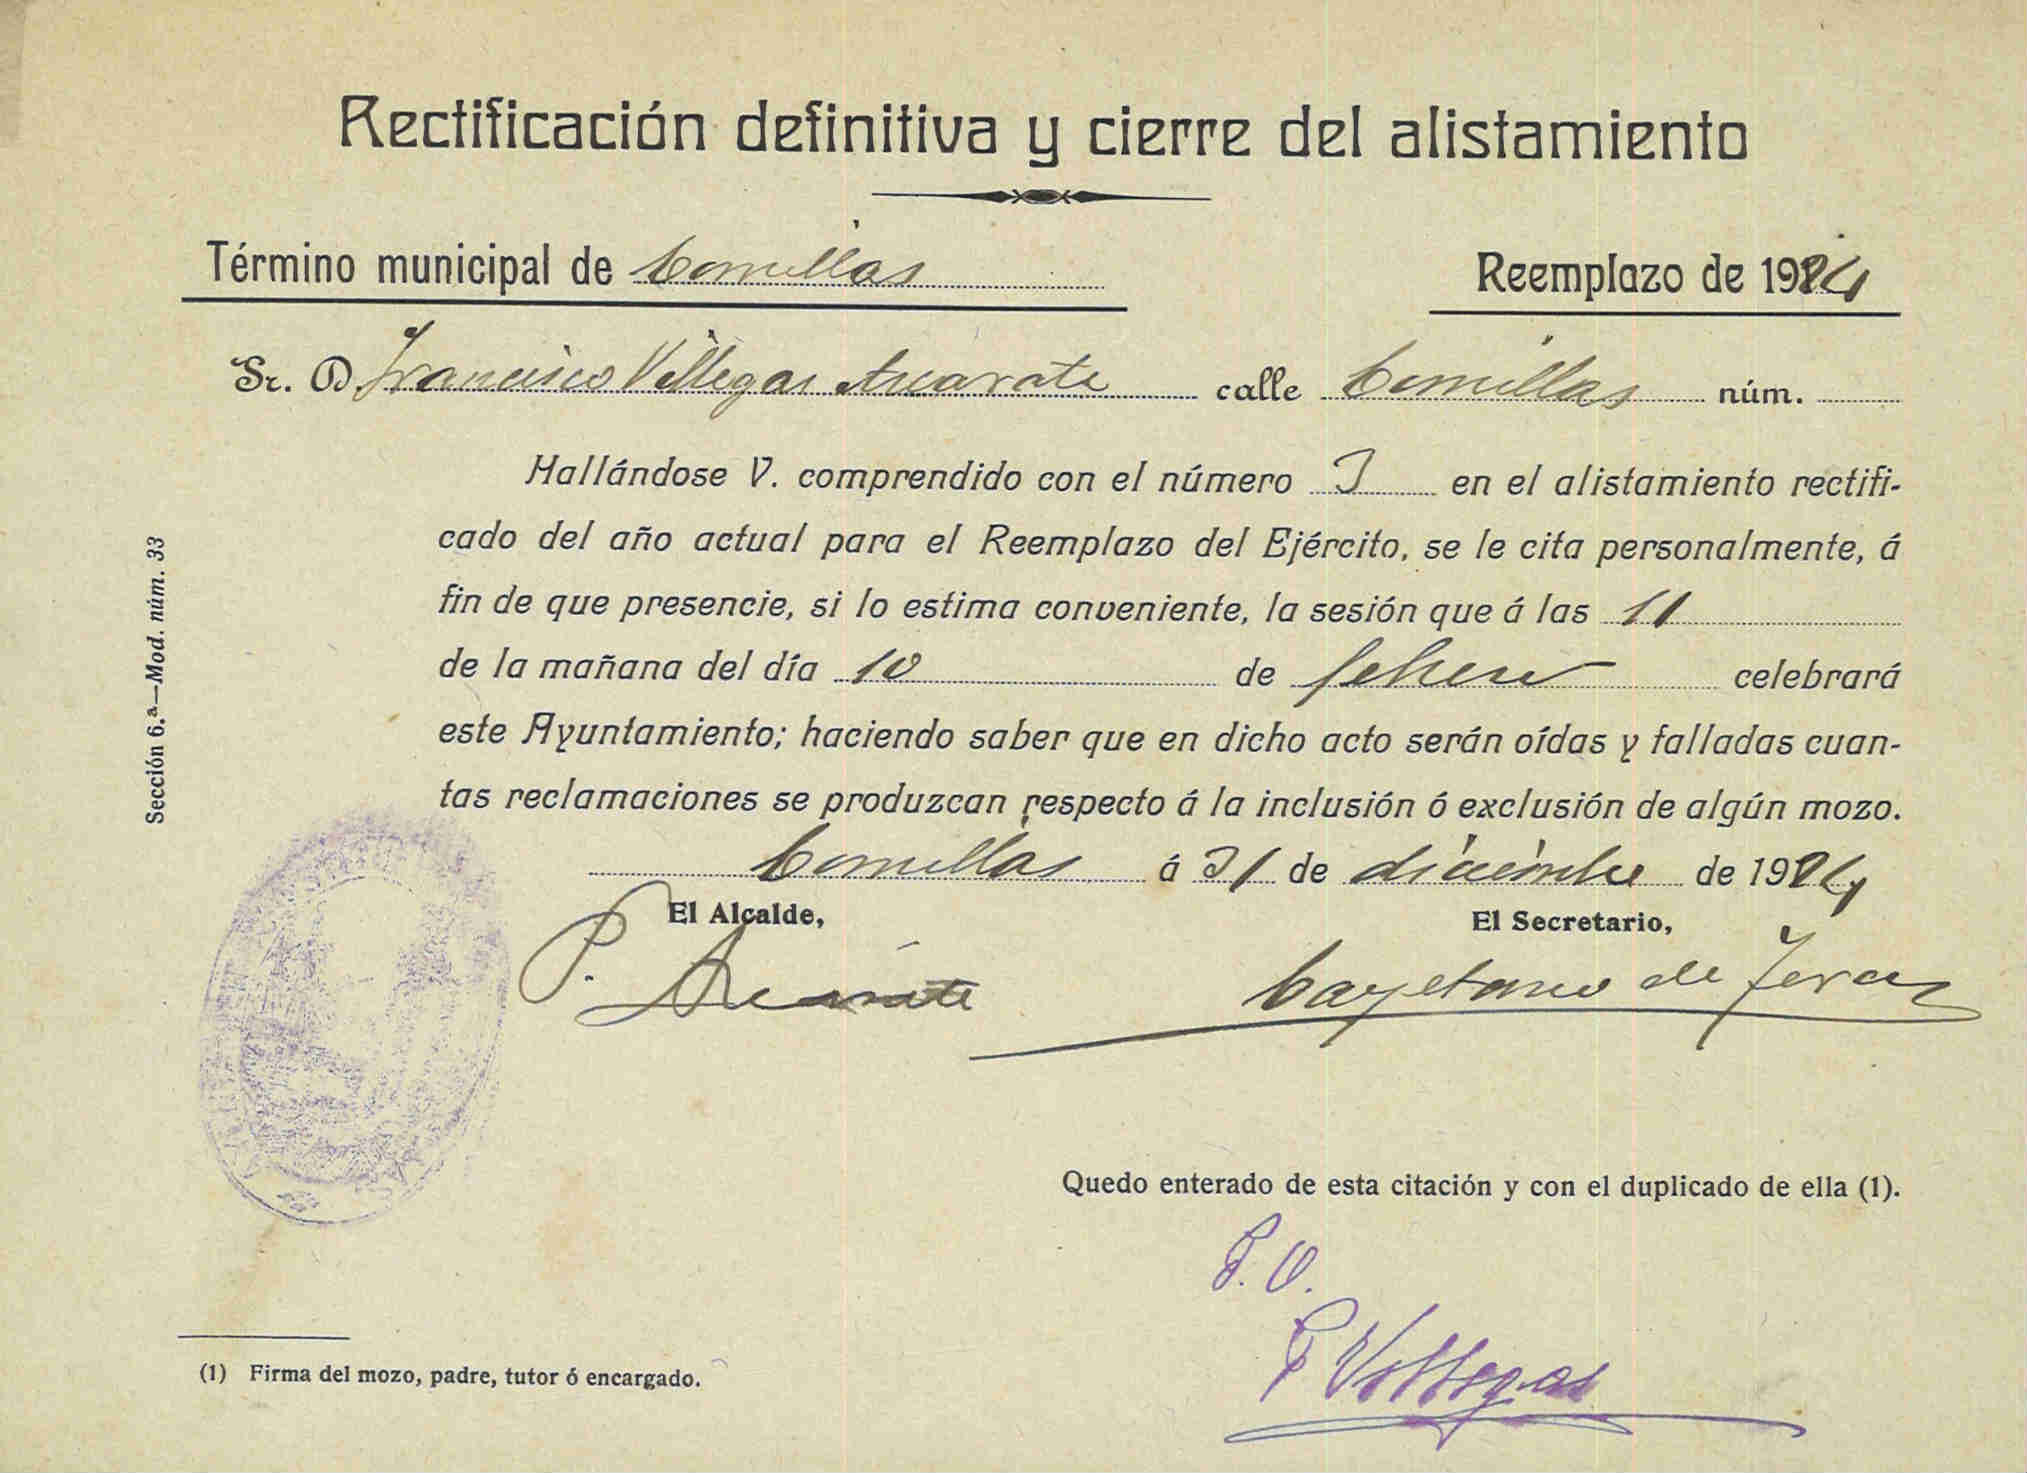 Rectificación definitiva y cierre del alistamiento
Término municipal de Comillas
Reemplazo de 1924
Sr. D. Francisco Villegas Ascarate calle Comillas núm.
Hallándose V. comprendido con el número 3 en el alistamiento rectifi-
cado del año actual para el Reemplazo del Ejército, se le cita personalmente, á
fin de que presencie, si lo estima conveniente, la sesión que á las 11
de la mañana del día 10 de febrero celebrará
este Ayuntamiento; haciendo saber que en dicho acto serán oídas y falladas cuan-
tas reclamaciones se produzcan respecto á la inclusión ó exclusión de algún mozo.
Comillas á 31 de diciembre de 1924
El Alcalde,
El Secretario,
P.
Cayetano de
Sección 6.ª—Mod. núm. 33
Quedo enterado de esta citación y con el duplicado de ella (1).
P. O.
P Villegas
(1) Firma del mozo, padre, tutor ó encargado.